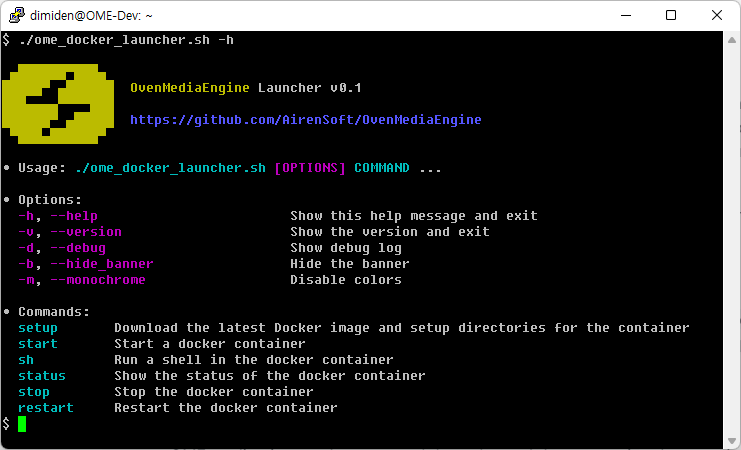 dimiden@OME-Dev: ~
$ ./ome_docker_launcher.sh -h
OvenMediaEngine Launcher v0.1
https://github.com/AirenSoft/OvenMediaEngine
• Usage: ./ome_docker_launcher.sh [OPTIONS] COMMAND ...
• Options:
-h, --help Show this help message and exit
-v, --version Show the version and exit
-d, --debug Show debug log
-b, --hide_banner Hide the banner
-m, --monochrome Disable colors
• Commands:
setup Download the latest Docker image and setup directories for the container
start Start a docker container
sh Run a shell in the docker container
status Show the status of the docker container
stop Stop the docker container
restart Restart the docker container
$